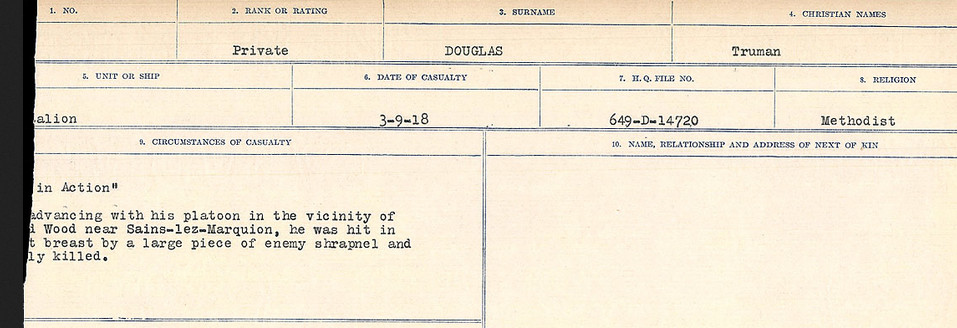 1. NO. 2. RANK OR RATING 3. SURNAME 4. CHRISTIAN NAMES
Private DOUGLAS Truman
5. UNIT OR SHIP 6. DATE OF CASUALTY 7. H.Q. FILE NO. 8. RELIGION
alion 3-9-18 649-D-14720 Methodist
9. CIRCUMSTANCES OF CASUALTY 10. NAME, RELATIONSHIP AND ADDRESS OF NEXT OF KIN
in Action"
advancing with his platoon in the vicinity of
Wood near Sains-lez-Marquion, he was hit in
t breast by a large piece of enemy shrapnel and
ly killed.